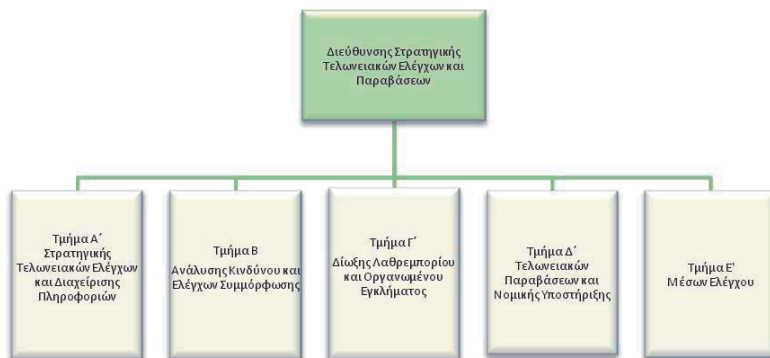 Διεύθυνσης Στρατηγικής
Τελωνειακών Ελέγχων και
Παραβάσεων
Τμήμα Α΄
Στρατηγικής
Τελωνειακών Ελέγχων
και Διαχείρισης
Πληροφοριών
Τμήμα Β
Ανάλυσης Κινδύνου και
Ελέγχων Συμμόρφωσης
Τμήμα Γ΄
Δίωξης Λαθρεμπορίου
και Οργανωμένου
Εγκλήματος
Τμήμα Δ΄
Τελωνειακών
Παραβάσεων και
Νομικής Υποστήριξης
Τμήμα Ε'
Μέσων Ελέγχου